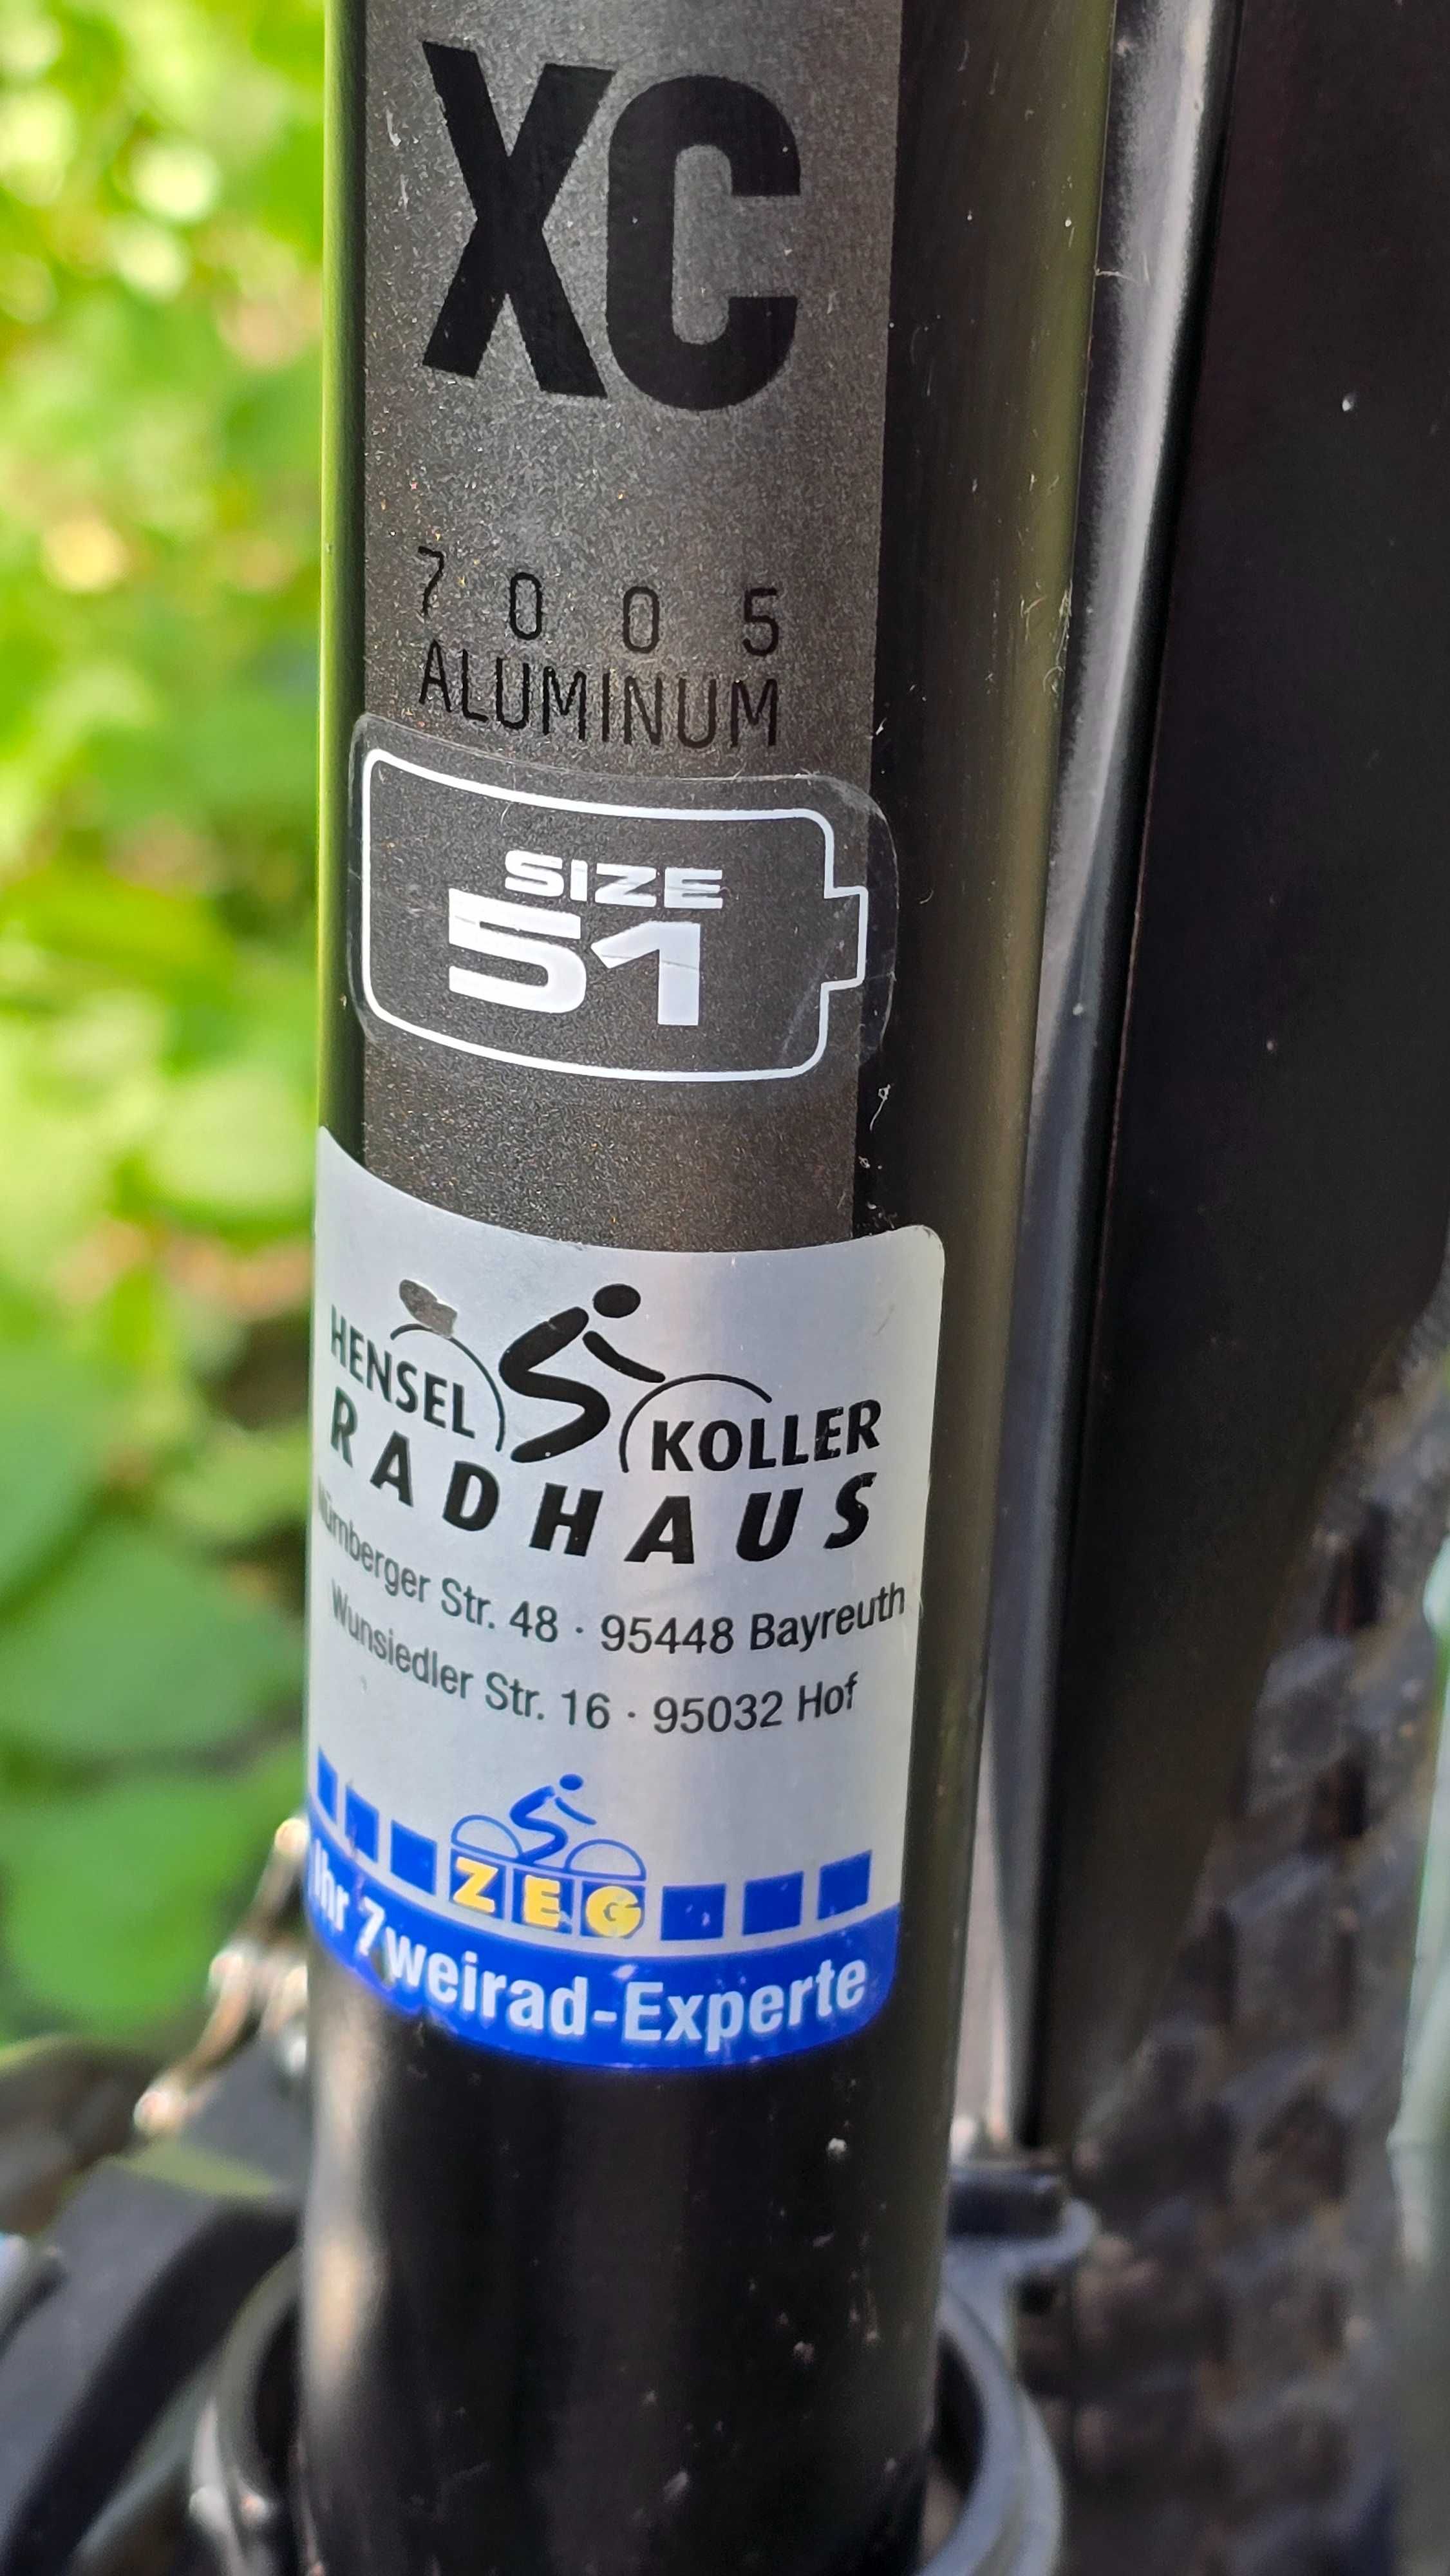 XC
7005
ALUMINUM
SIZE
51
HENSEL KOLLER
RADHAUS
Nürnberger Str. 48 · 95448 Bayreuth
Wunsiedler Str. 16 · 95032 Hof
ZEG
Ihr Zweirad-Experte